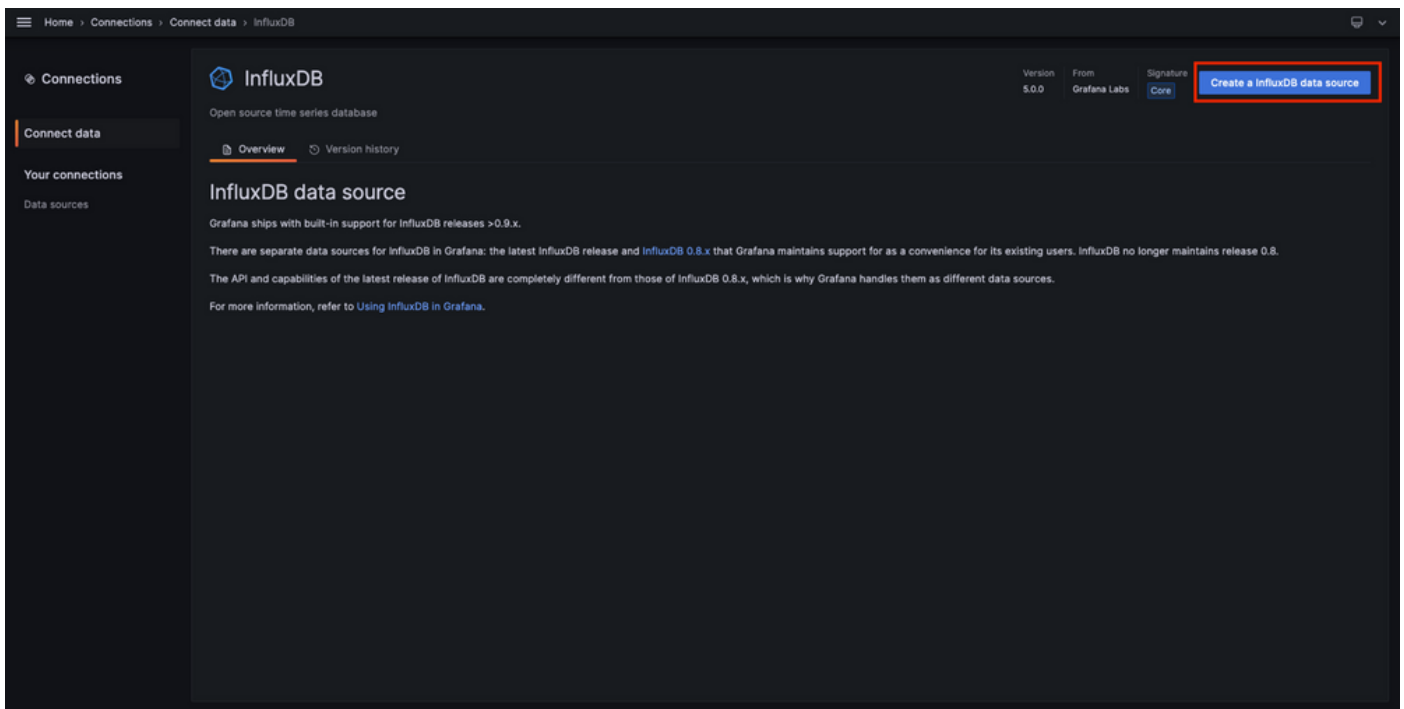 Home › Connections › Connect data › InfluxDB
Connections
Connect data
Your connections
Data sources
InfluxDB
Open source time series database
Version
5.0.0
From
Grafana Labs
Signature
Core
Create a InfluxDB data source
Overview
Version history
InfluxDB data source
Grafana ships with built-in support for InfluxDB releases >0.9.x.
There are separate data sources for InfluxDB in Grafana: the latest InfluxDB release and InfluxDB 0.8.x that Grafana maintains support for as a convenience for its existing users. InfluxDB no longer maintains release 0.8.
The API and capabilities of the latest release of InfluxDB are completely different from those of InfluxDB 0.8.x, which is why Grafana handles them as different data sources.
For more information, refer to Using InfluxDB in Grafana.